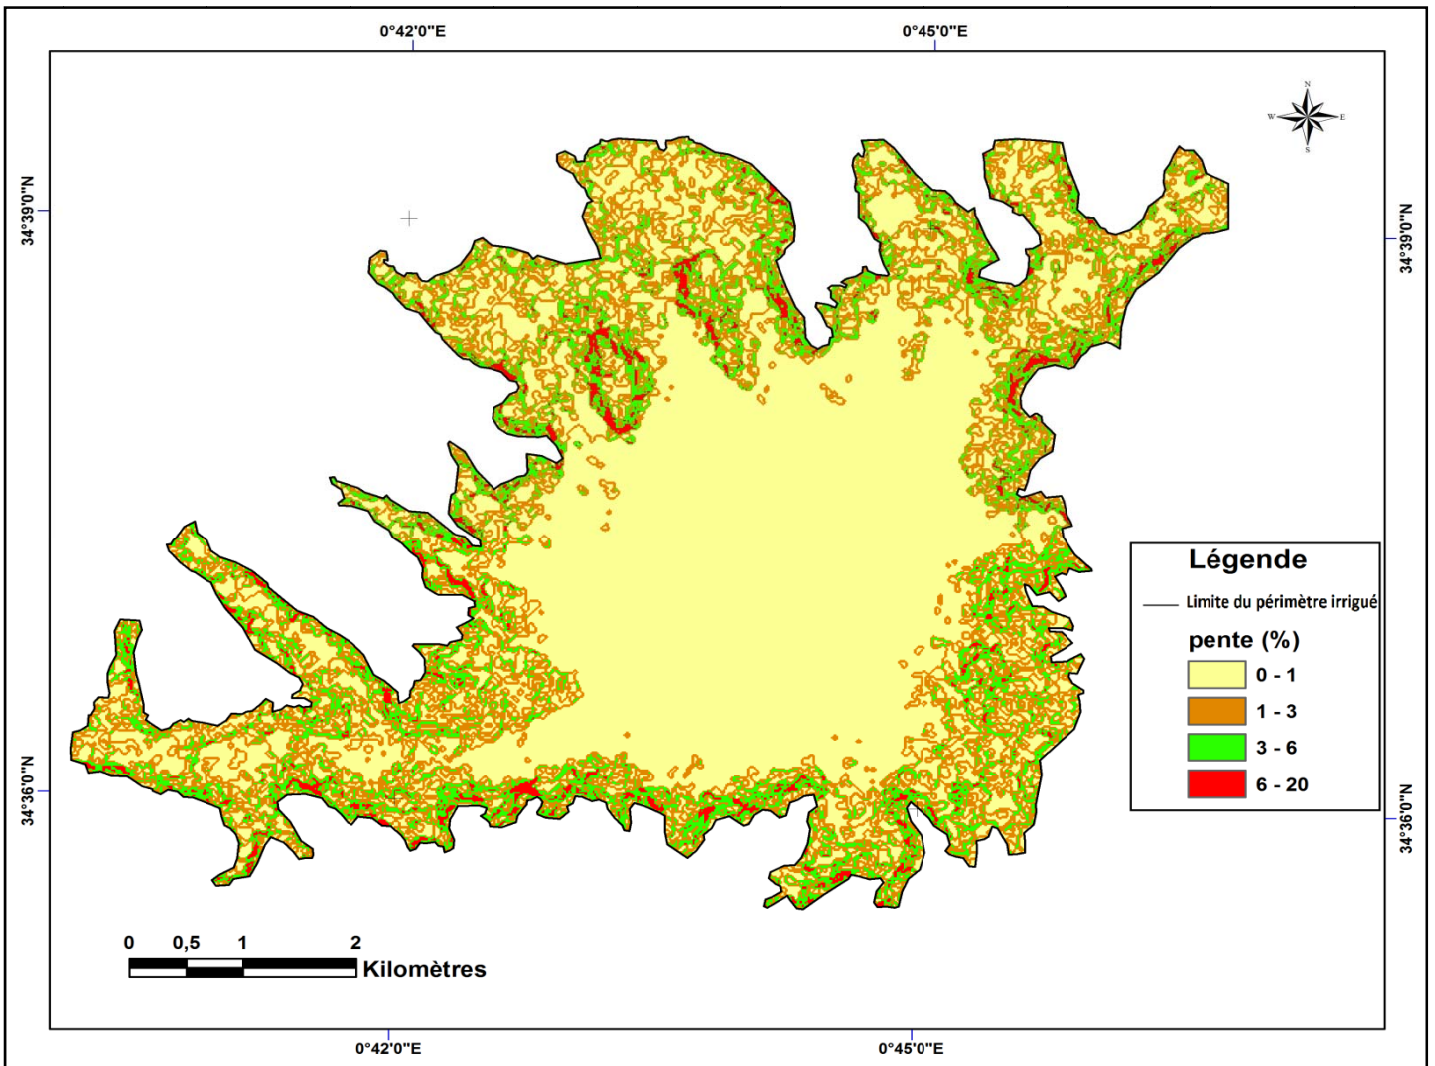 0°42'0"E
0°45'0"E
N
W
E
S
34°39'0"N
34°39'0"N
Légende
Limite du périmètre irrigué
pente (%)
0 - 1
1 - 3
3 - 6
6 - 20
34°36'0"N
34°36'0"N
0
0,5
1
2
Kilomètres
0°42'0"E
0°45'0"E